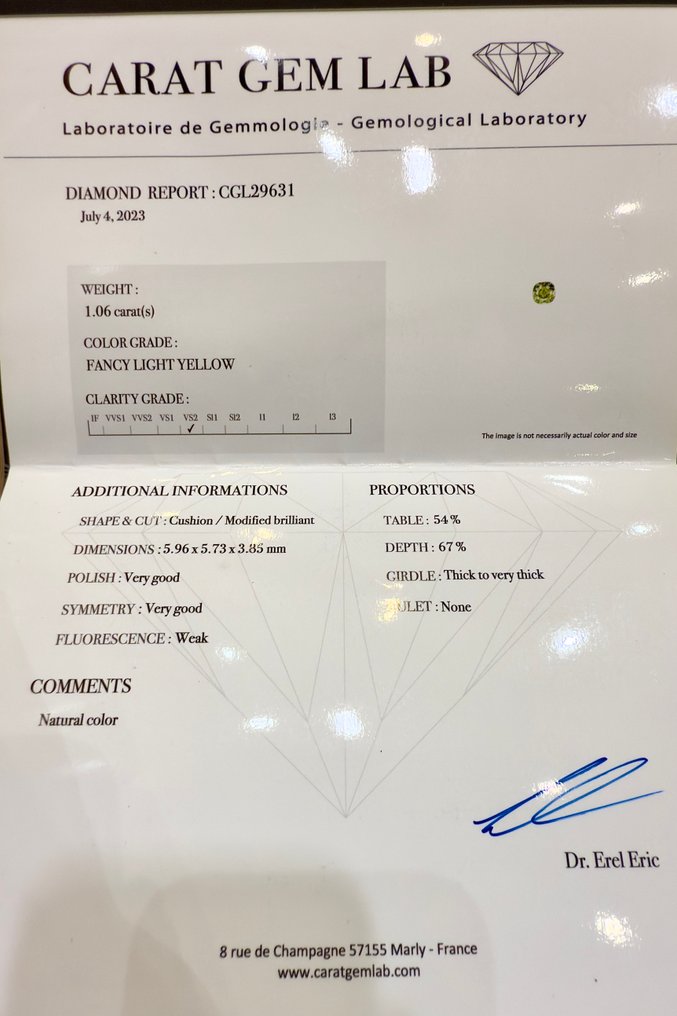 CARAT GEM LAB
Laboratoire de Gemmologie - Gemological Laboratory
DIAMOND REPORT : CGL29631
July 4, 2023
WEIGHT :
1.06 carat(s)
COLOR GRADE :
FANCY LIGHT YELLOW
CLARITY GRADE :
IF VVS1 VVS2 VS1 VS2 SI1 SI2 I1 I2 I3
The image is not necessarily actual color and size
ADDITIONAL INFORMATIONS
SHAPE & CUT : Cushion / Modified brilliant
DIMENSIONS : 5.96 x 5.73 x 3.85 mm
POLISH : Very good
SYMMETRY : Very good
FLUORESCENCE : Weak
PROPORTIONS
TABLE : 54 %
DEPTH : 67 %
GIRDLE : Thick to very thick
: None
COMMENTS
Natural color
Dr. Erel Eric
8 rue de Champagne 57155 Marly - France
www.caratgemlab.com